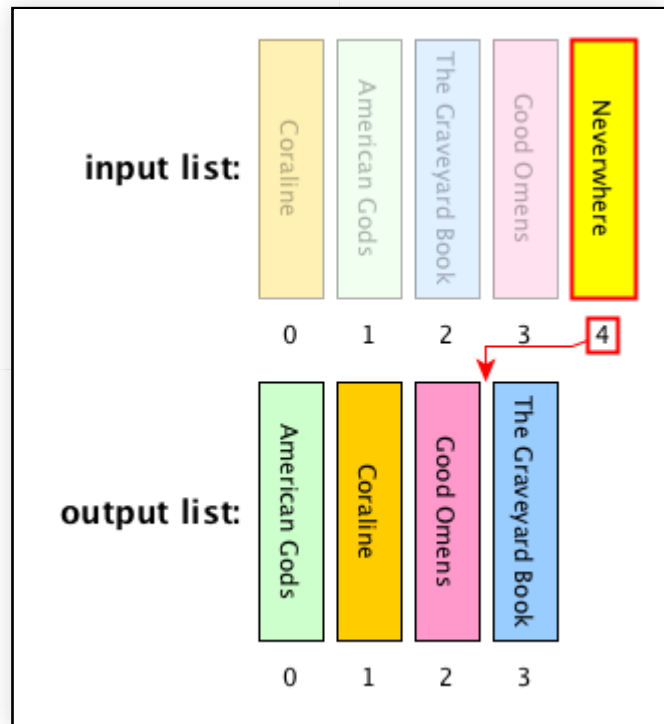 input list:
Coraline
American Gods
The Graveyard Book
Good Omens
Neverwhere
0 1 2 3 4
output list:
American Gods
Coraline
Good Omens
The Graveyard Book
0 1 2 3